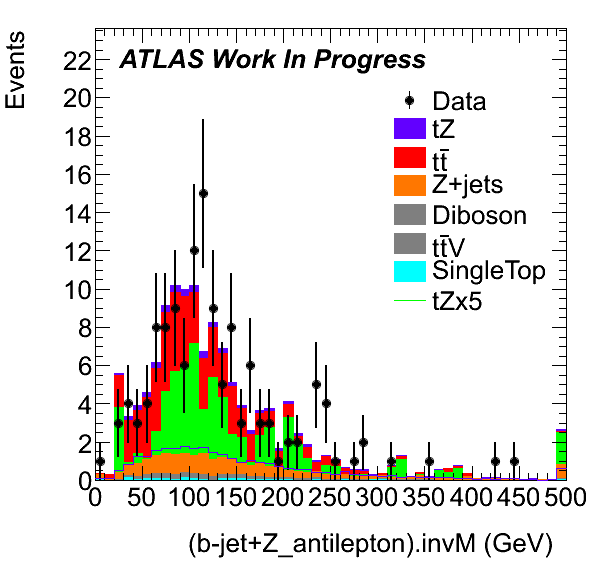 Events
ATLAS Work In Progress
22
20
18
16
14
12
10
8
6
4
2
0
Data
tZ
tt̄
Z+jets
Diboson
tt̄V
SingleTop
tZx5
0 50 100 150 200 250 300 350 400 450 500
(b-jet+Z_antilepton).invM (GeV)